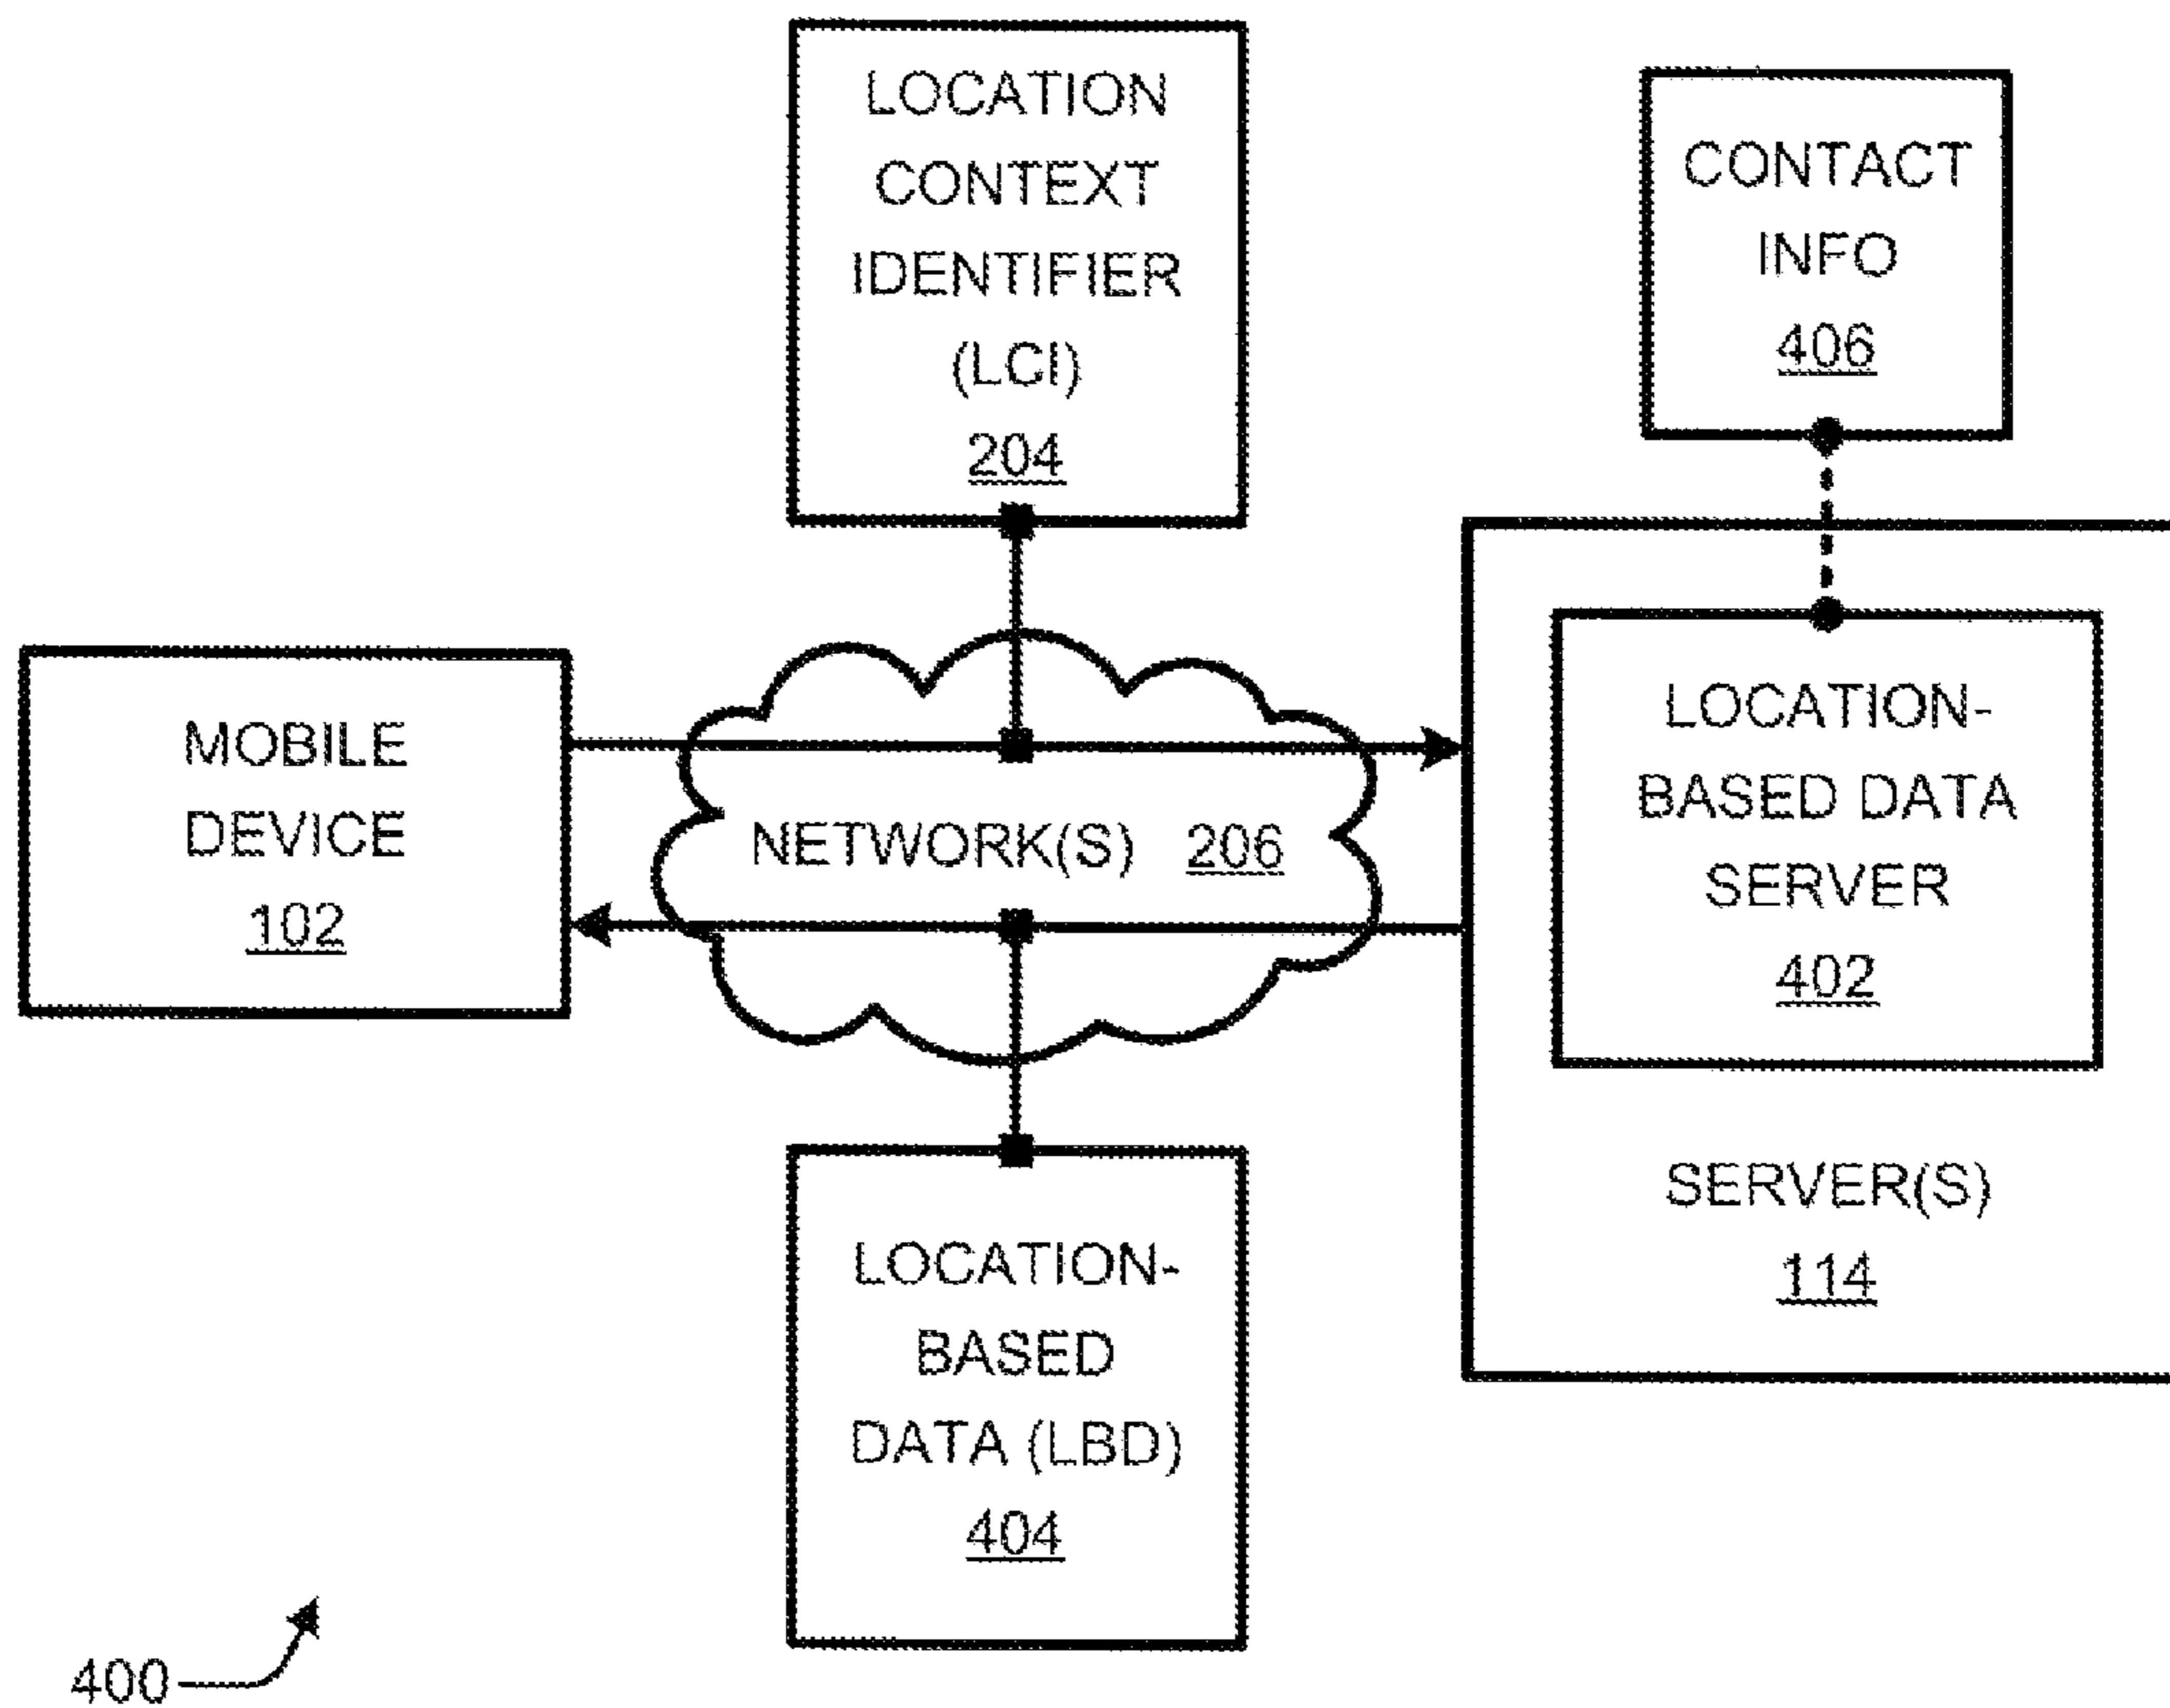 LOCATION
CONTEXT
IDENTIFIER
(LCI)
204
CONTACT
INFO
406
MOBILE
DEVICE
102
NETWORK(S) 206
LOCATION-
BASED DATA
SERVER
402
SERVER(S)
114
LOCATION-
BASED
DATA (LBD)
404
400